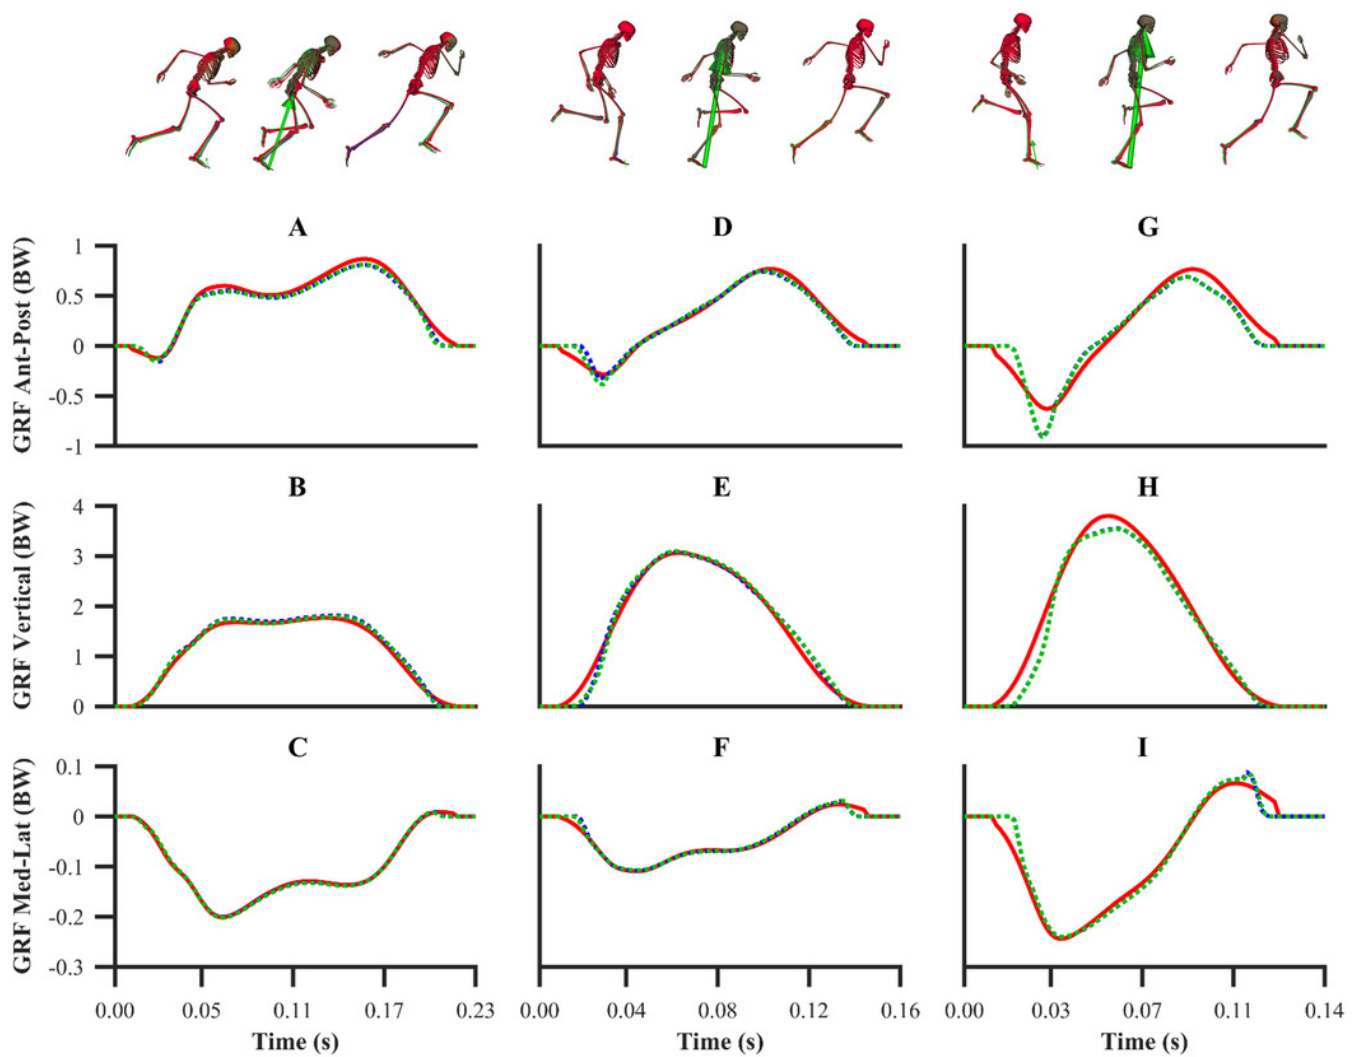 A D G
GRF Ant-Post (BW)
1
0.5
0
-0.5
-1
B E H
GRF Vertical (BW)
4
3
2
1
0
C F I
GRF Med-Lat (BW)
0.1
0
-0.1
-0.2
-0.3
0.00 0.05 0.11 0.17 0.23 0.00 0.04 0.08 0.12 0.16 0.00 0.03 0.07 0.11 0.14
Time (s) Time (s) Time (s)